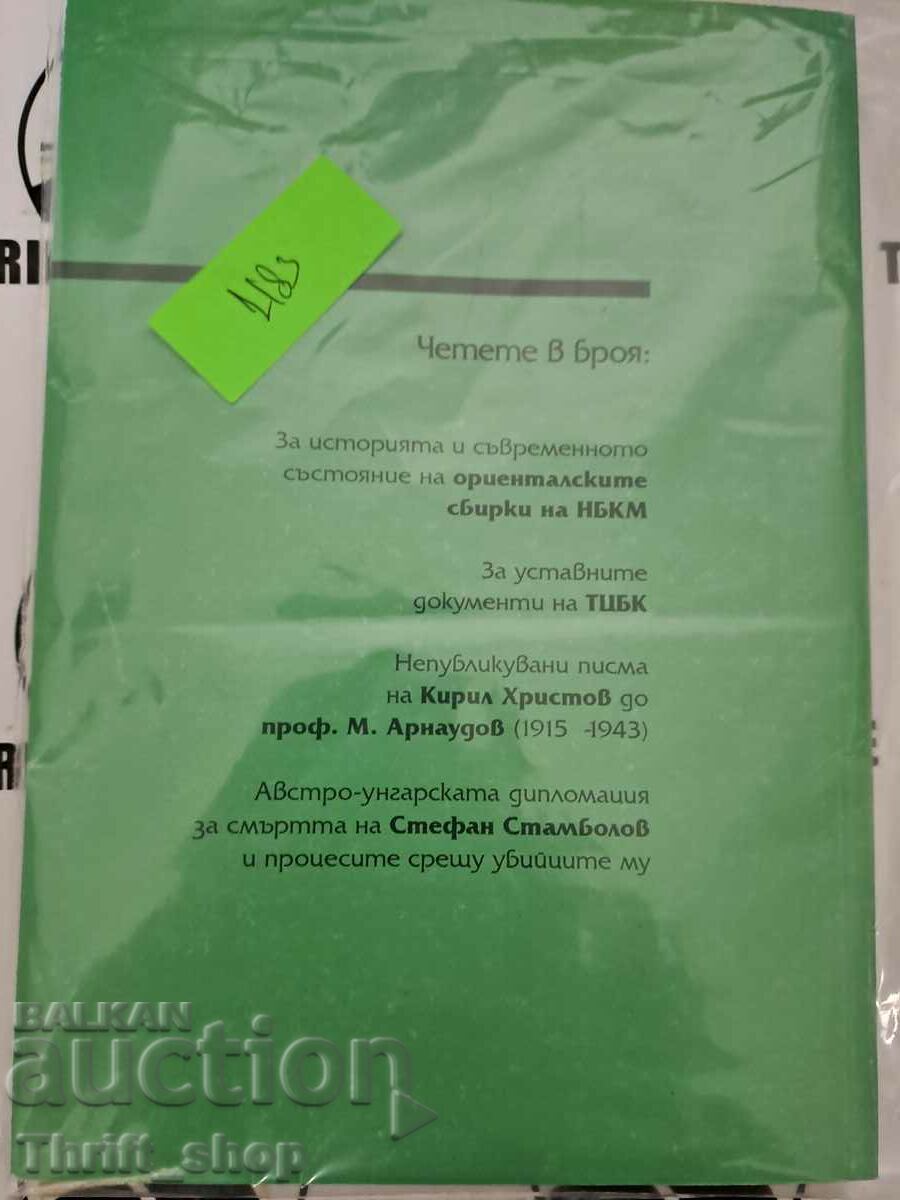 Четете в броя:
За историята и съвременното
състояние на ориенталските
сбирки на НБКМ
За уставните
документи на ТЦБК
Непубликувани писма
на Кирил Христов до
проф. М. Арнаудов (1915 -1943)
Австро-унгарската дипломация
за смъртта на Стефан Стамболов
и процесите срещу убийците му
BALKAN
auction
Thrift_shop